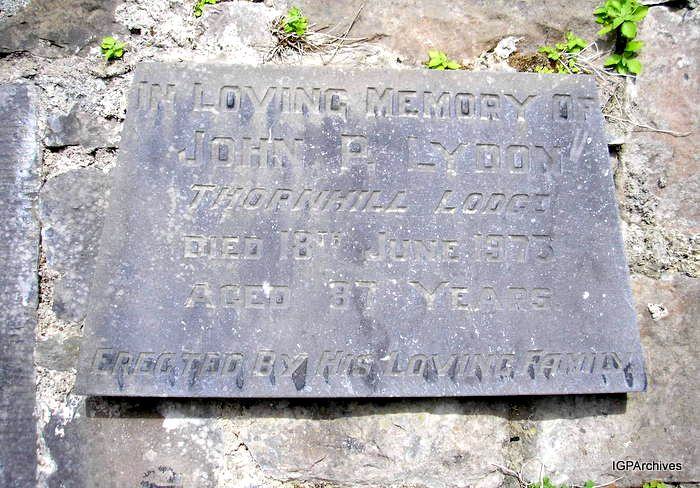 IN LOVING MEMORY OF
JOHN P. LYDON
THORNHILL LODGE
DIED 18TH JUNE 1973
AGED 87 YEARS
ERECTED BY HIS LOVING FAMILY
IGPArchives